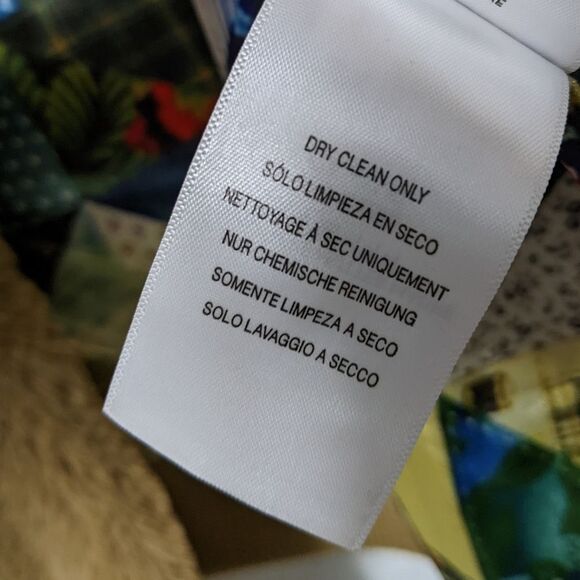 DRY CLEAN ONLY
SÓLO LIMPIEZA EN SECO
NETTOYAGE À SEC UNIQUEMENT
NUR CHEMISCHE REINIGUNG
SOMENTE LIMPEZA A SECO
SOLO LAVAGGIO A SECCO